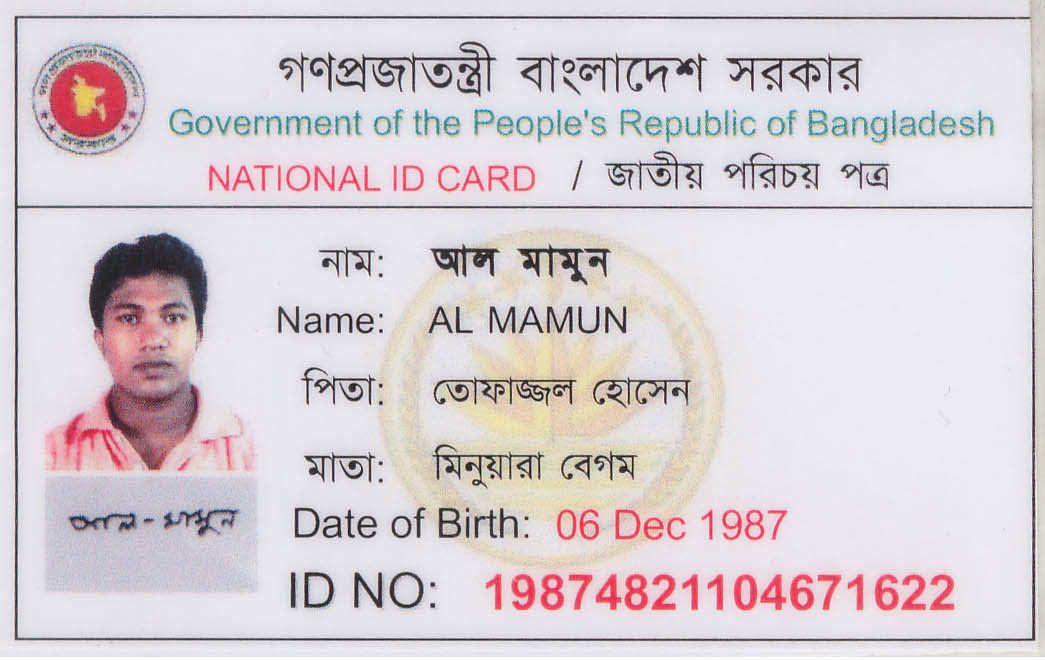 গণপ্রজাতন্ত্রী বাংলাদেশ সরকার
Government of the People's Republic of Bangladesh
NATIONAL ID CARD / জাতীয় পরিচয় পত্র
নাম: আল মামুন
Name: AL MAMUN
পিতা: তোফাজ্জল হোসেন
মাতা: মিনুয়ারা বেগম
আল-মামুন
Date of Birth: 06 Dec 1987
ID NO: 19874821104671622